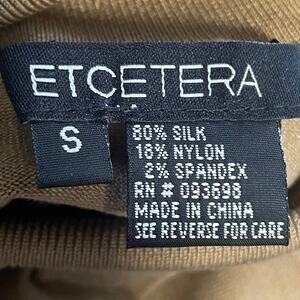 ETCETERA
S
80% SILK
18% NYLON
2% SPANDEX
RN # 093698
MADE IN CHINA
SEE REVERSE FOR CARE